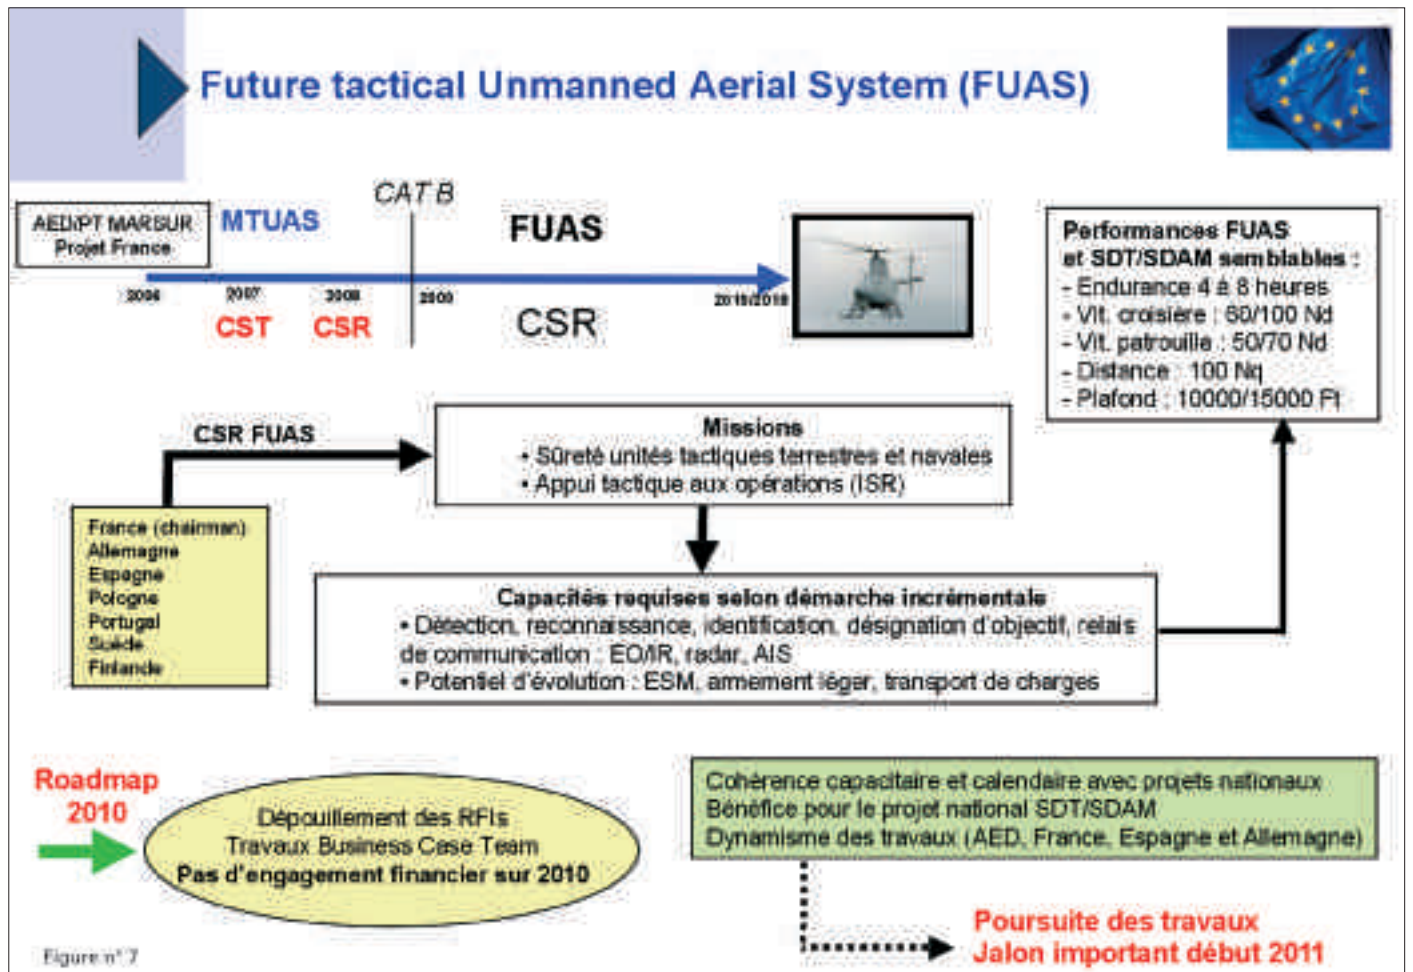 Future tactical Unmanned Aerial System (FUAS)
AED/PT MARSUR
Projet France
MTUAS
CAT B
FUAS
2006
2007
2008
2009
CST
CSR
CSR
Performances FUAS
et SDT/SDAM semblables :
- Endurance 4 à 8 heures
- Vit. croisière : 60/100 Nd
- Vit. patrouille : 50/70 Nd
- Distance : 100 Nq
- Plafond : 10000/15000 Ft
CSR FUAS
Missions
• Sûreté unités tactiques terrestres et navales
• Appui tactique aux opérations (ISR)
France (chairman)
Allemagne
Espagne
Pologne
Portugal
Suède
Finlande
Capacités requises selon démarche incrémentale
• Détection, reconnaissance, identification, désignation d'objectif, relais
de communication : EO/IR, radar, AIS
• Potentiel d'évolution : ESM, armement léger, transport de charges
Roadmap
2010
Dépouillement des RFIs
Travaux Business Case Team
Pas d'engagement financier sur 2010
Cohérence capacitaire et calendaire avec projets nationaux
Bénéfice pour le projet national SDT/SDAM
Dynamisme des travaux (AED, France, Espagne et Allemagne)
Poursuite des travaux
Jalon important début 2011
Figure n° 7